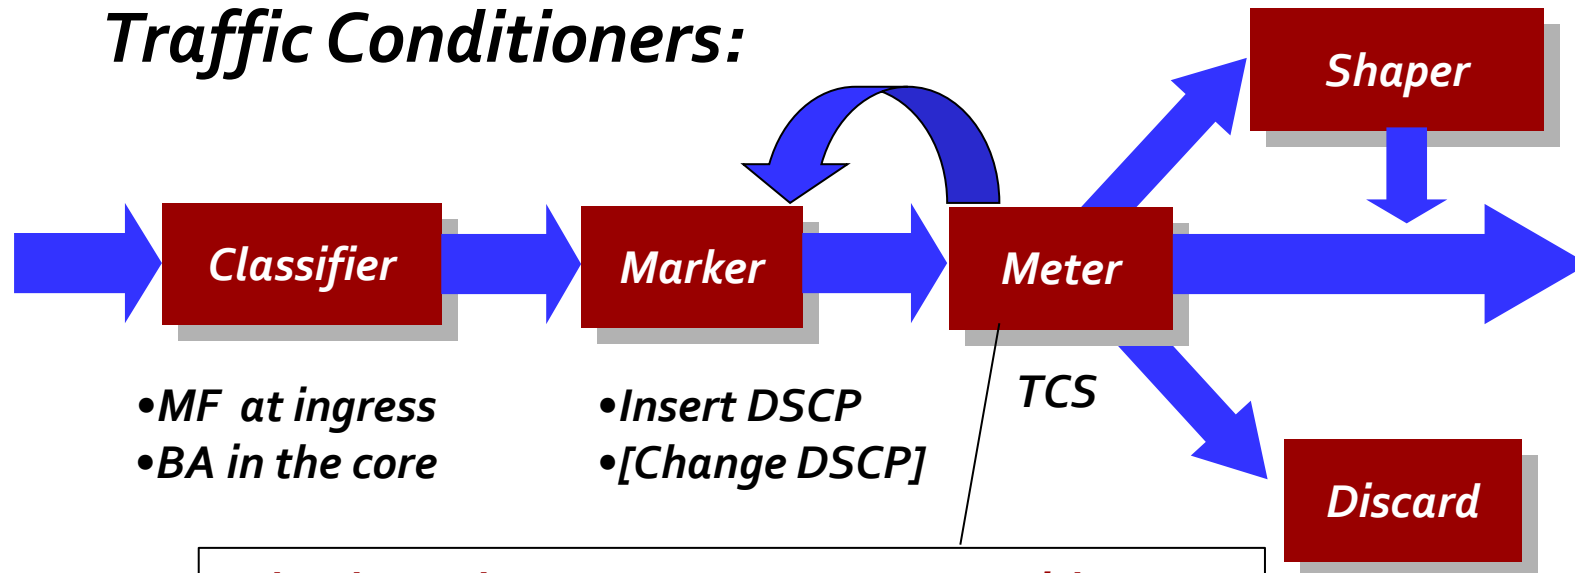 Traffic Conditioners:
Shaper
Classifier
Marker
Meter
•MF at ingress
•BA in the core
•Insert DSCP
•[Change DSCP]
TCS
Discard